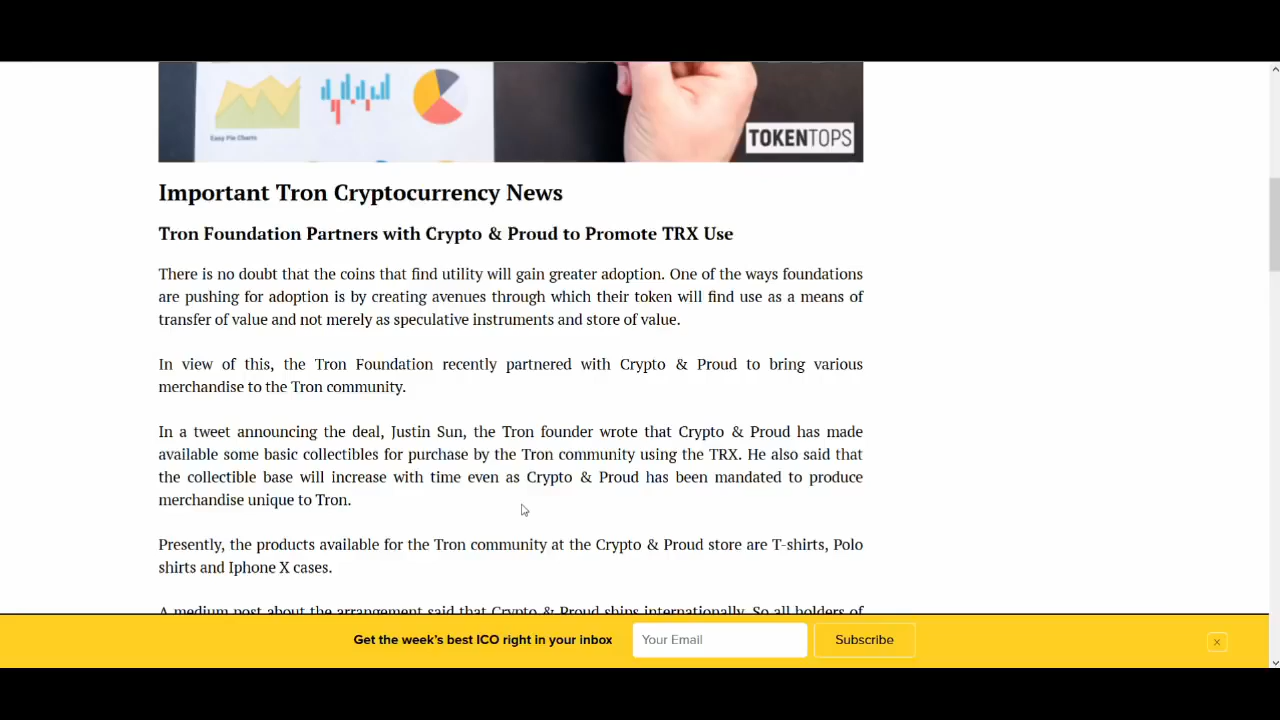 Easy Pie Charts
TOKENTOPS
Important Tron Cryptocurrency News
Tron Foundation Partners with Crypto & Proud to Promote TRX Use
There is no doubt that the coins that find utility will gain greater adoption. One of the ways foundations
are pushing for adoption is by creating avenues through which their token will find use as a means of
transfer of value and not merely as speculative instruments and store of value.
In view of this, the Tron Foundation recently partnered with Crypto & Proud to bring various
merchandise to the Tron community.
In a tweet announcing the deal, Justin Sun, the Tron founder wrote that Crypto & Proud has made
available some basic collectibles for purchase by the Tron community using the TRX. He also said that
the collectible base will increase with time even as Crypto & Proud has been mandated to produce
merchandise unique to Tron.
Presently, the products available for the Tron community at the Crypto & Proud store are T-shirts, Polo
shirts and Iphone X cases.
A medium post about the arrangement said that Crypto & Proud ships internationally. So all holders of
Get the week's best ICO right in your inbox
Your Email
Subscribe